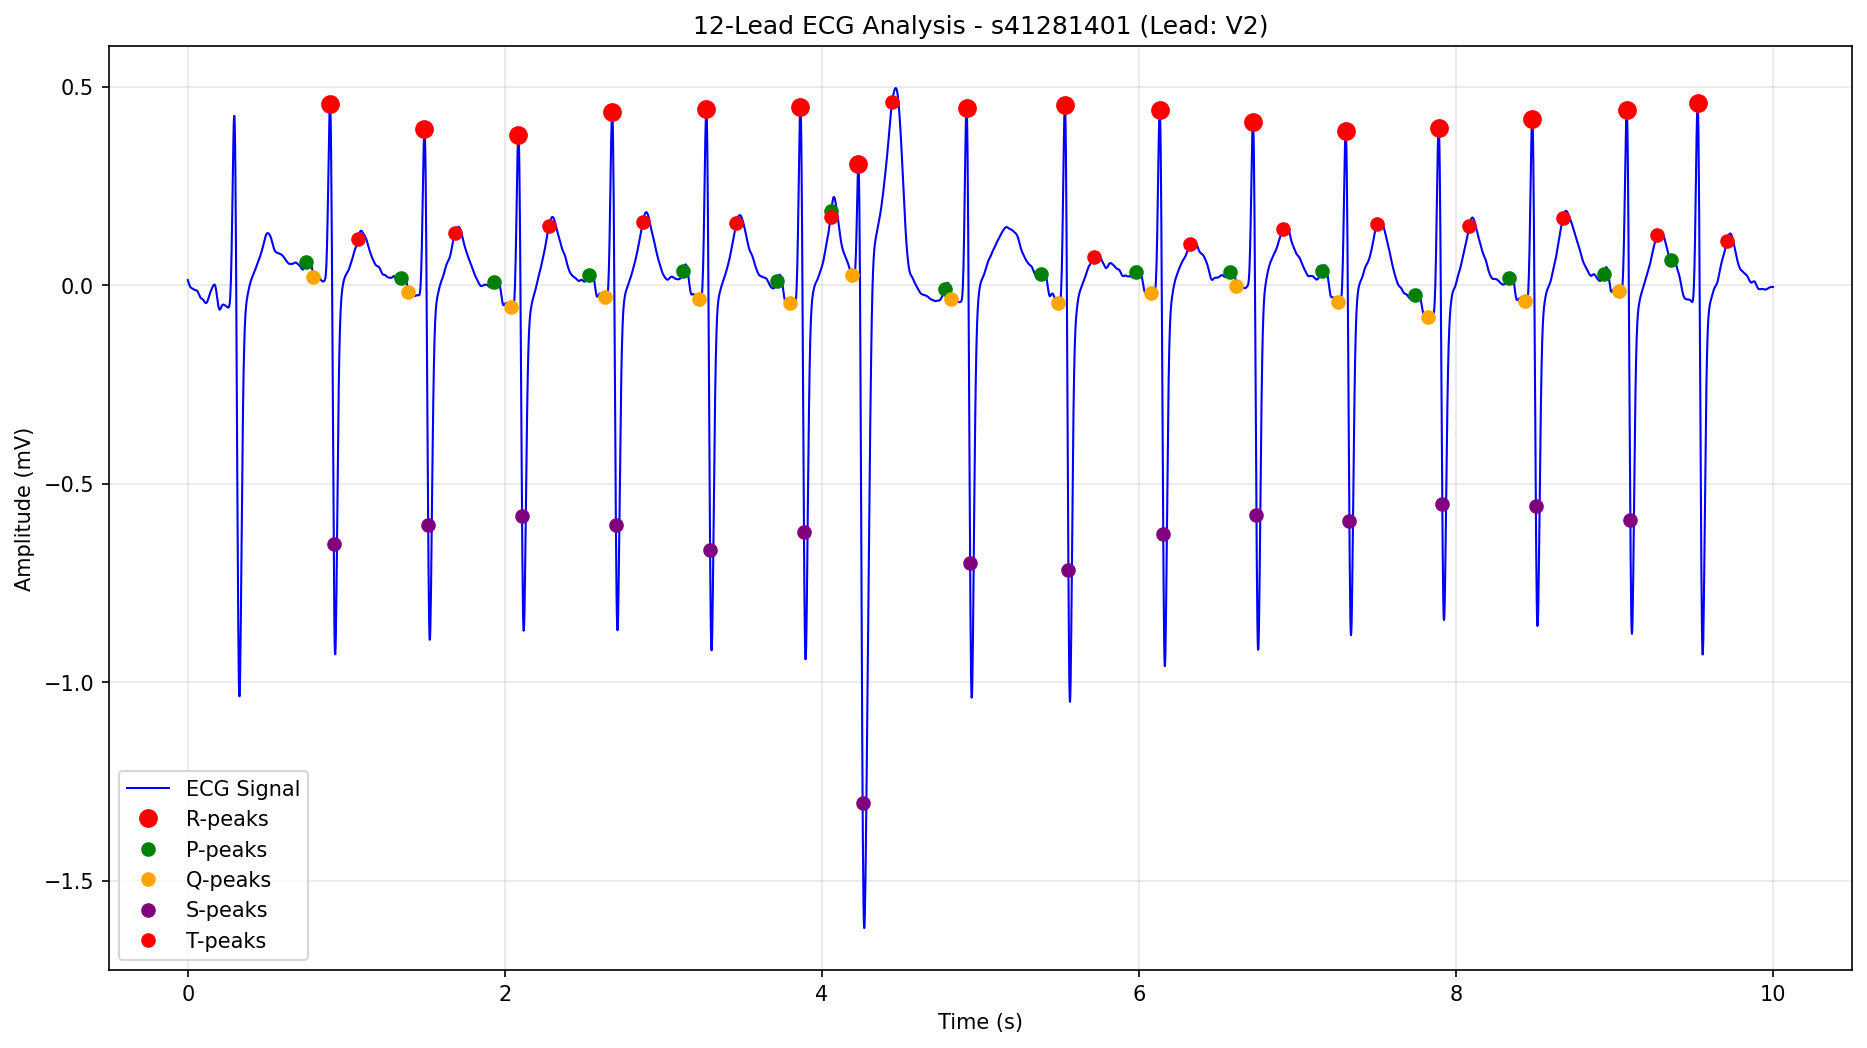 12-Lead ECG Analysis - s41281401 (Lead: V2)
0.5
0.0
−0.5
−1.0
−1.5
Amplitude (mV)
ECG Signal
R-peaks
P-peaks
Q-peaks
S-peaks
T-peaks
0 2 4 6 8 10
Time (s)